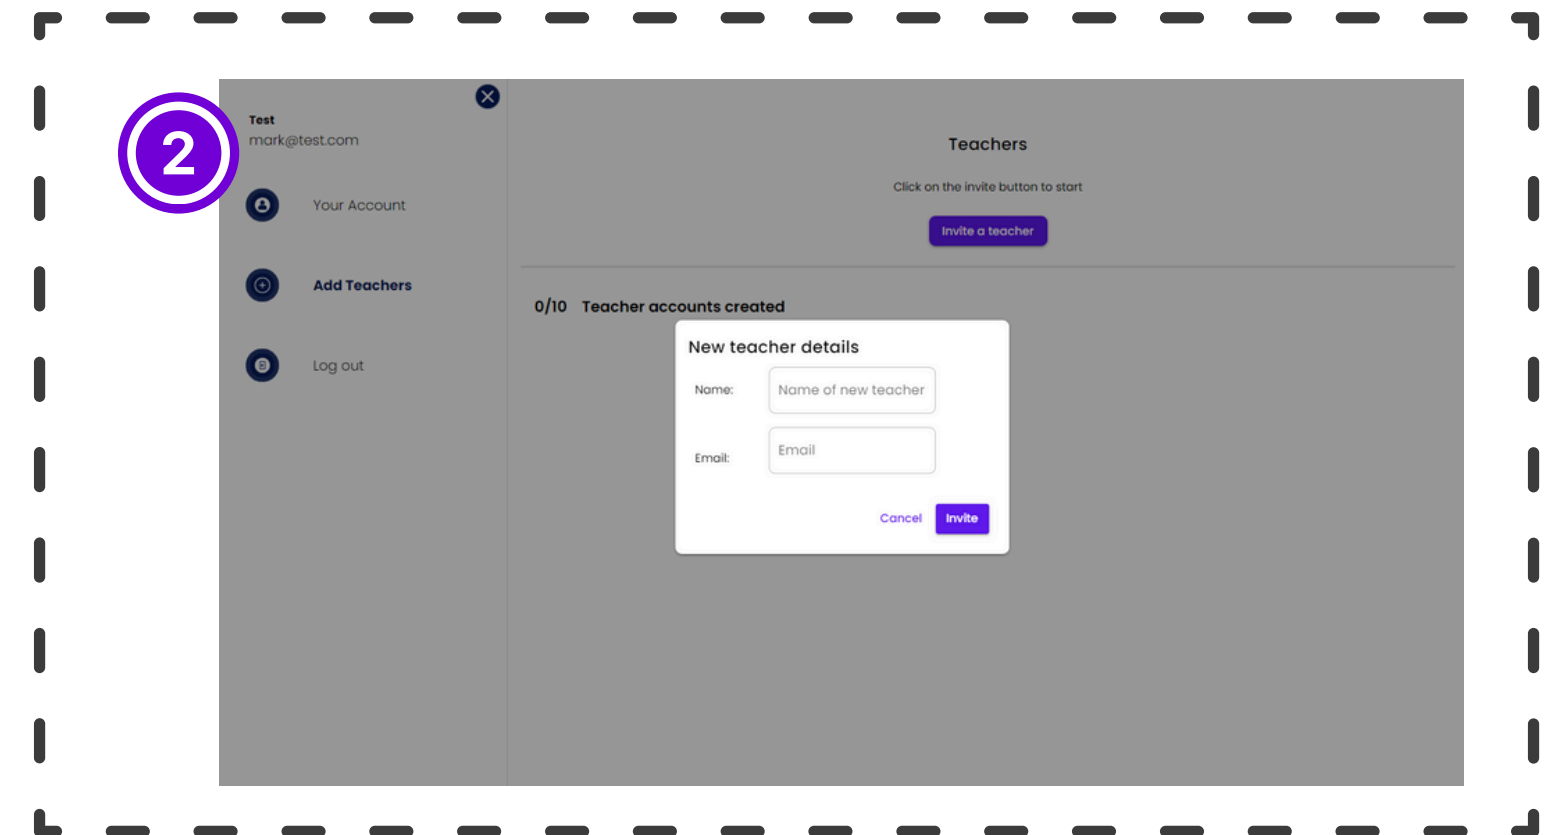 2
Test
mark@test.com
Your Account
Add Teachers
Log out
Teachers
Click on the invite button to start
Invite a teacher
0/10 Teacher accounts created
New teacher details
Name: Name of new teacher
Email: Email
Cancel Invite